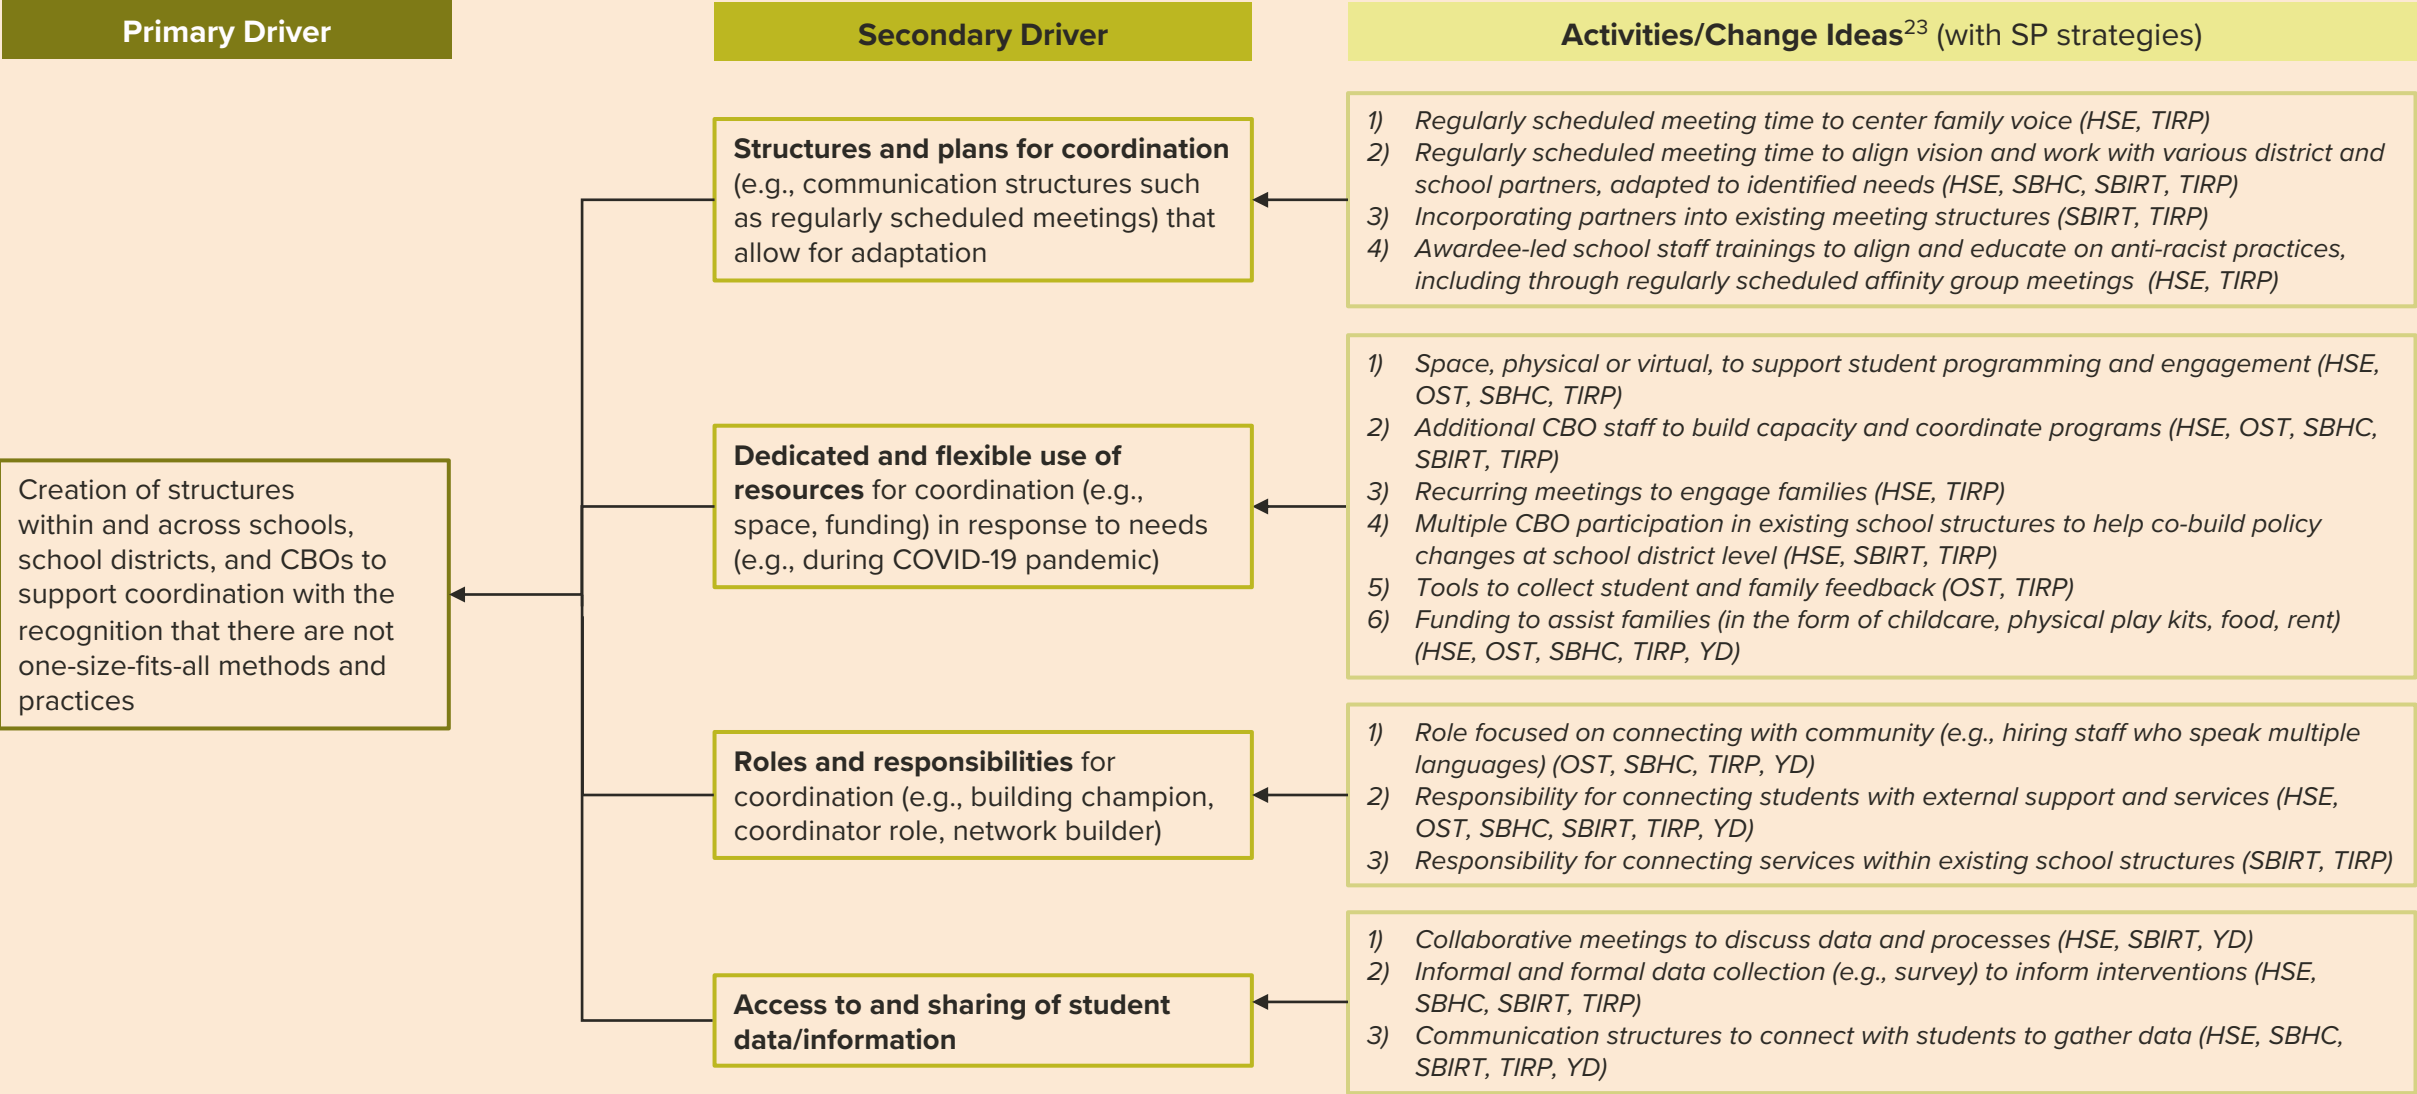 Primary Driver
Secondary Driver
Activities/Change Ideas23 (with SP strategies)
Creation of structures
within and across schools,
school districts, and CBOs to
support coordination with the
recognition that there are not
one-size-fits-all methods and
practices
Structures and plans for coordination
(e.g., communication structures such
as regularly scheduled meetings) that
allow for adaptation
1) Regularly scheduled meeting time to center family voice (HSE, TIRP)
2) Regularly scheduled meeting time to align vision and work with various district and
school partners, adapted to identified needs (HSE, SBHC, SBIRT, TIRP)
3) Incorporating partners into existing meeting structures (SBIRT, TIRP)
4) Awardee-led school staff trainings to align and educate on anti-racist practices,
including through regularly scheduled affinity group meetings (HSE, TIRP)
Dedicated and flexible use of
resources for coordination (e.g.,
space, funding) in response to needs
(e.g., during COVID-19 pandemic)
1) Space, physical or virtual, to support student programming and engagement (HSE,
OST, SBHC, TIRP)
2) Additional CBO staff to build capacity and coordinate programs (HSE, OST, SBHC,
SBIRT, TIRP)
3) Recurring meetings to engage families (HSE, TIRP)
4) Multiple CBO participation in existing school structures to help co-build policy
changes at school district level (HSE, SBIRT, TIRP)
5) Tools to collect student and family feedback (OST, TIRP)
6) Funding to assist families (in the form of childcare, physical play kits, food, rent)
(HSE, OST, SBHC, TIRP, YD)
Roles and responsibilities for
coordination (e.g., building champion,
coordinator role, network builder)
1) Role focused on connecting with community (e.g., hiring staff who speak multiple
languages) (OST, SBHC, TIRP, YD)
2) Responsibility for connecting students with external support and services (HSE,
OST, SBHC, SBIRT, TIRP, YD)
3) Responsibility for connecting services within existing school structures (SBIRT, TIRP)
Access to and sharing of student
data/information
1) Collaborative meetings to discuss data and processes (HSE, SBIRT, YD)
2) Informal and formal data collection (e.g., survey) to inform interventions (HSE,
SBHC, SBIRT, TIRP)
3) Communication structures to connect with students to gather data (HSE, SBHC,
SBIRT, TIRP, YD)